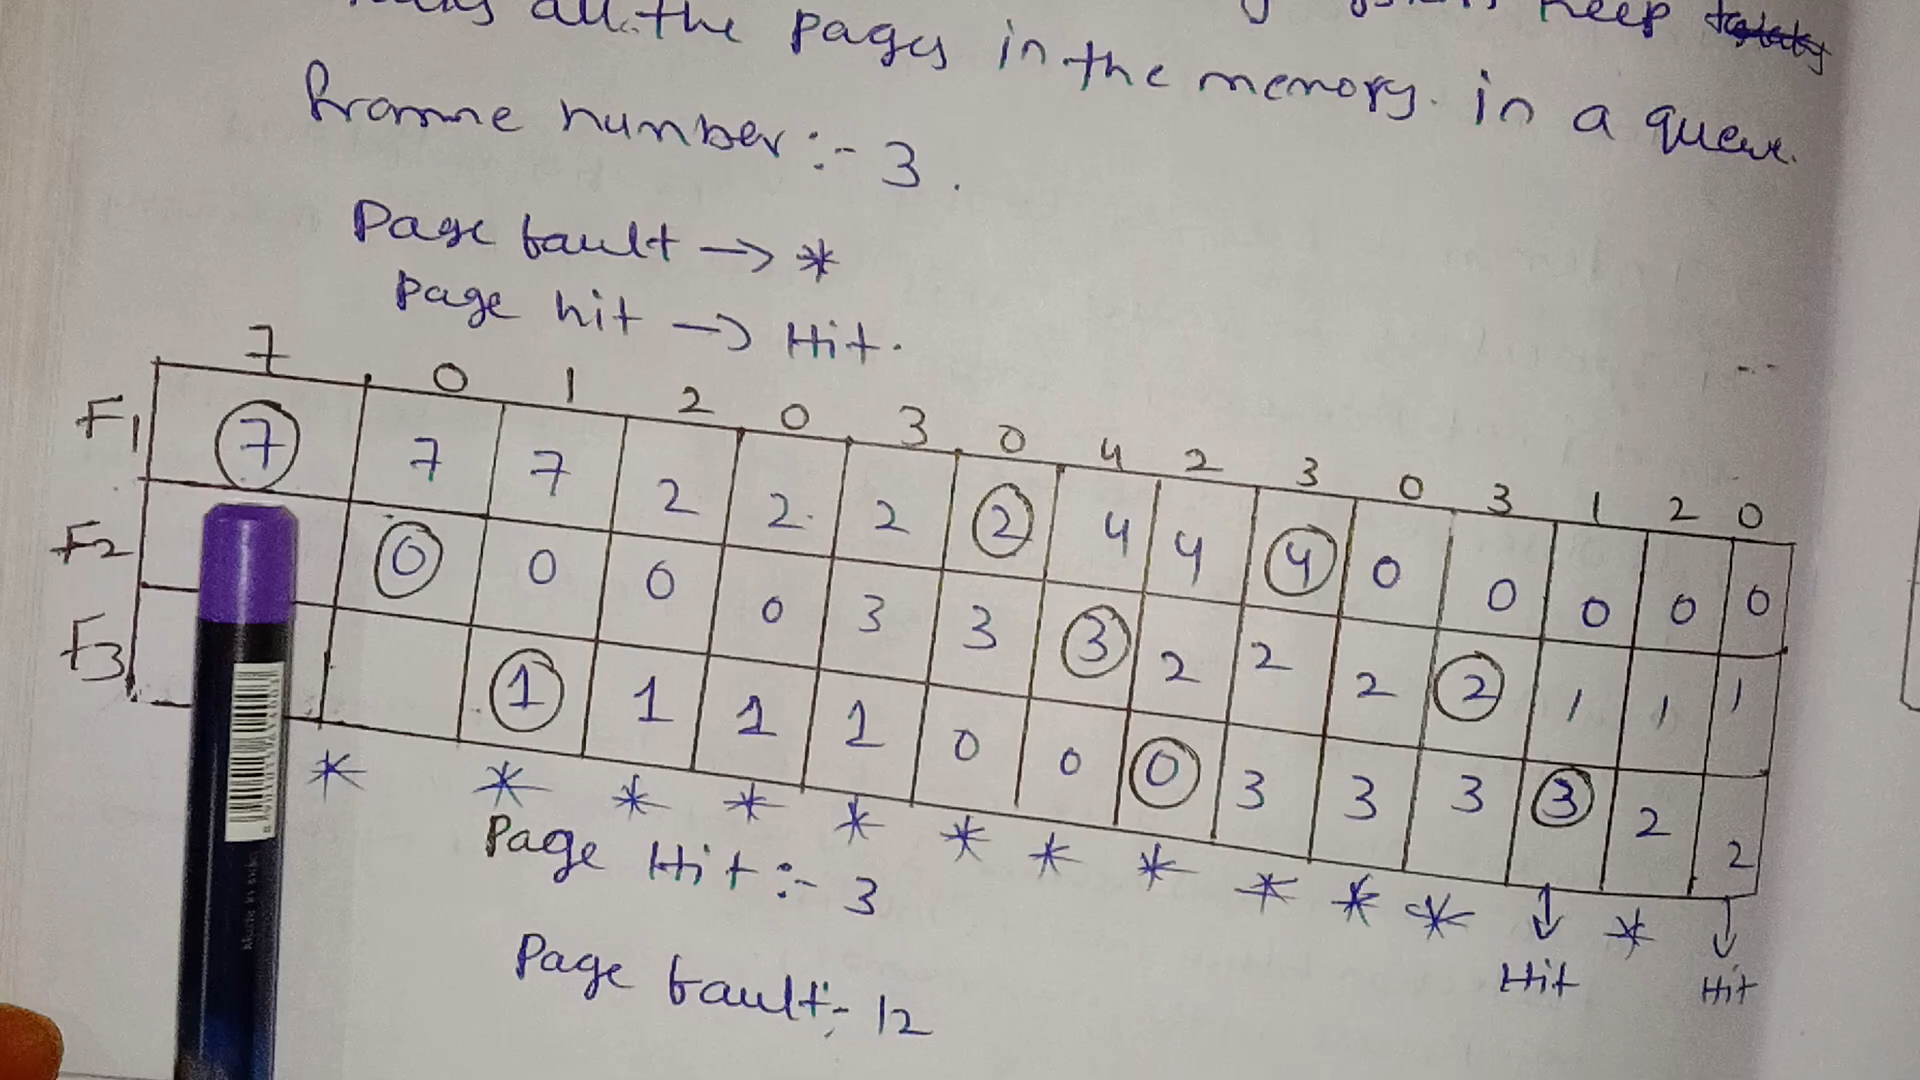 all the pages in the memory. in a queue.
keep
frame number :- 3.
Page fault → *
page hit → Hit.
7 0 1 2 0 3 0 4 2 3 0 3 1 2 0
F1 7 7 7 2 2 2 2 4 4 4 0 0 0 0 0
F2 0 0 0 0 3 3 3 2 2 2 2 1 1 1
F3 1 1 1 1 0 0 0 3 3 3 3 2 2
* * * * * * * * * * * *
Hit Hit
Page Hit :- 3
Page fault :- 12